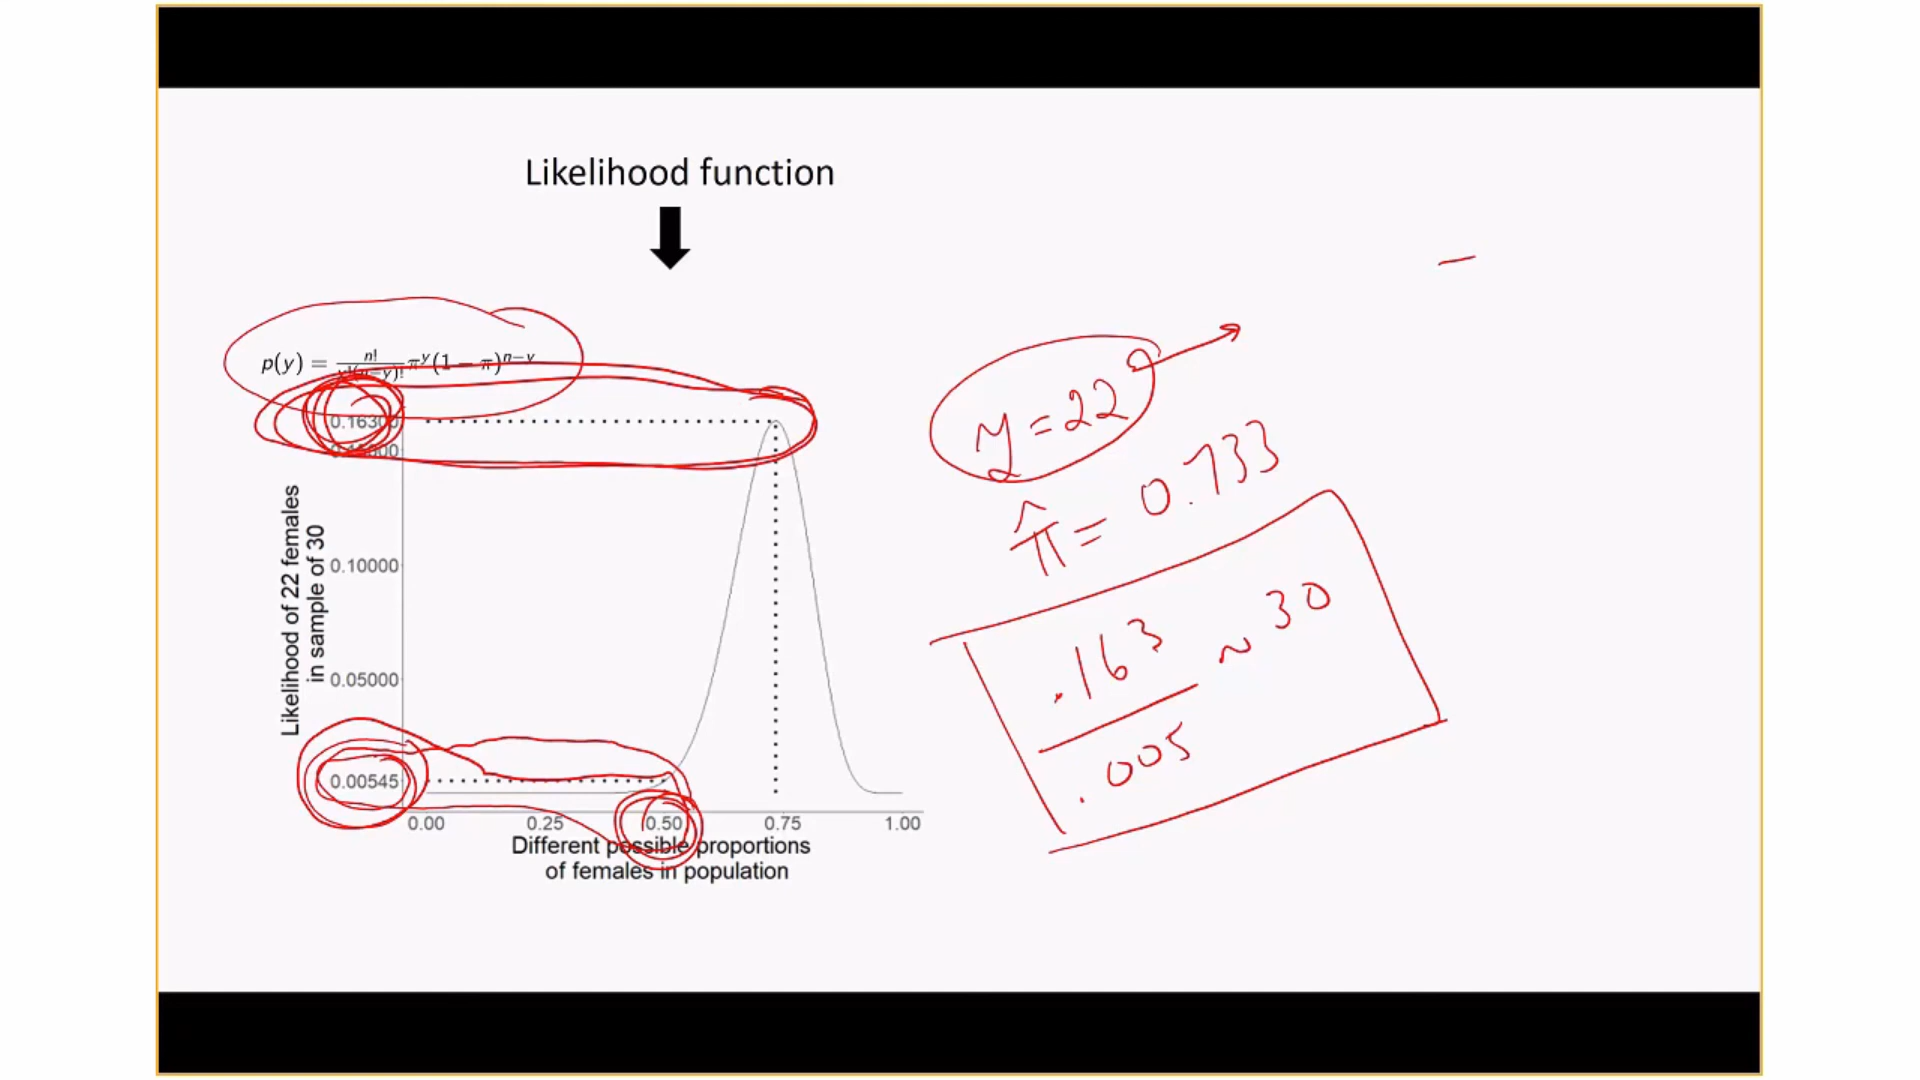 Likelihood function
p(y) = n!/y!(n−y)! π^y(1 − π)^n−y
0.16300
0.15000
0.10000
0.05000
0.00545
Likelihood of 22 females
in sample of 30
0.00 0.25 0.50 0.75 1.00
Different possible proportions
of females in population
y = 22
π̂ = 0.733
.163
~ 30
.005